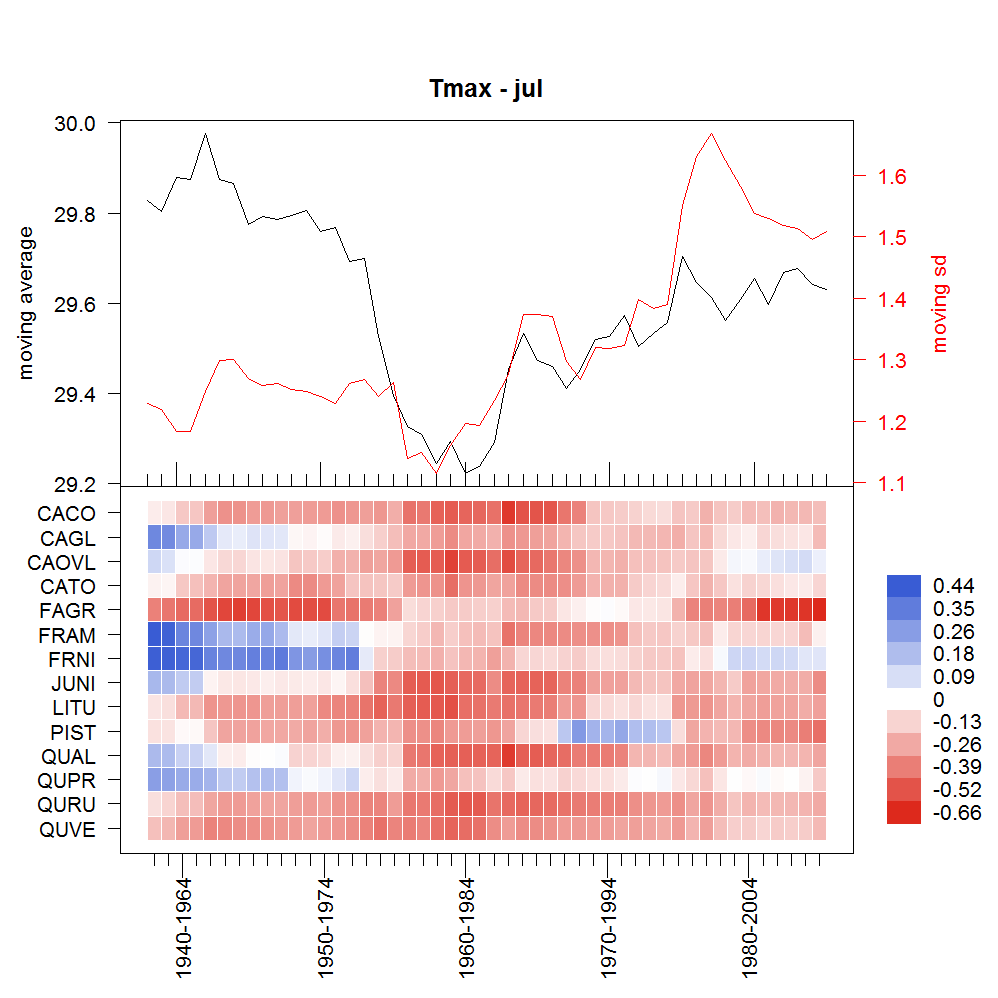 Tmax - jul
30.0
29.8
29.6
29.4
29.2
moving average
1.6
1.5
1.4
1.3
1.2
1.1
moving sd
CACO
CAGL
CAOVL
CATO
FAGR
FRAM
FRNI
JUNI
LITU
PIST
QUAL
QUPR
QURU
QUVE
0.44
0.35
0.26
0.18
0.09
0
-0.13
-0.26
-0.39
-0.52
-0.66
1940-1964
1950-1974
1960-1984
1970-1994
1980-2004